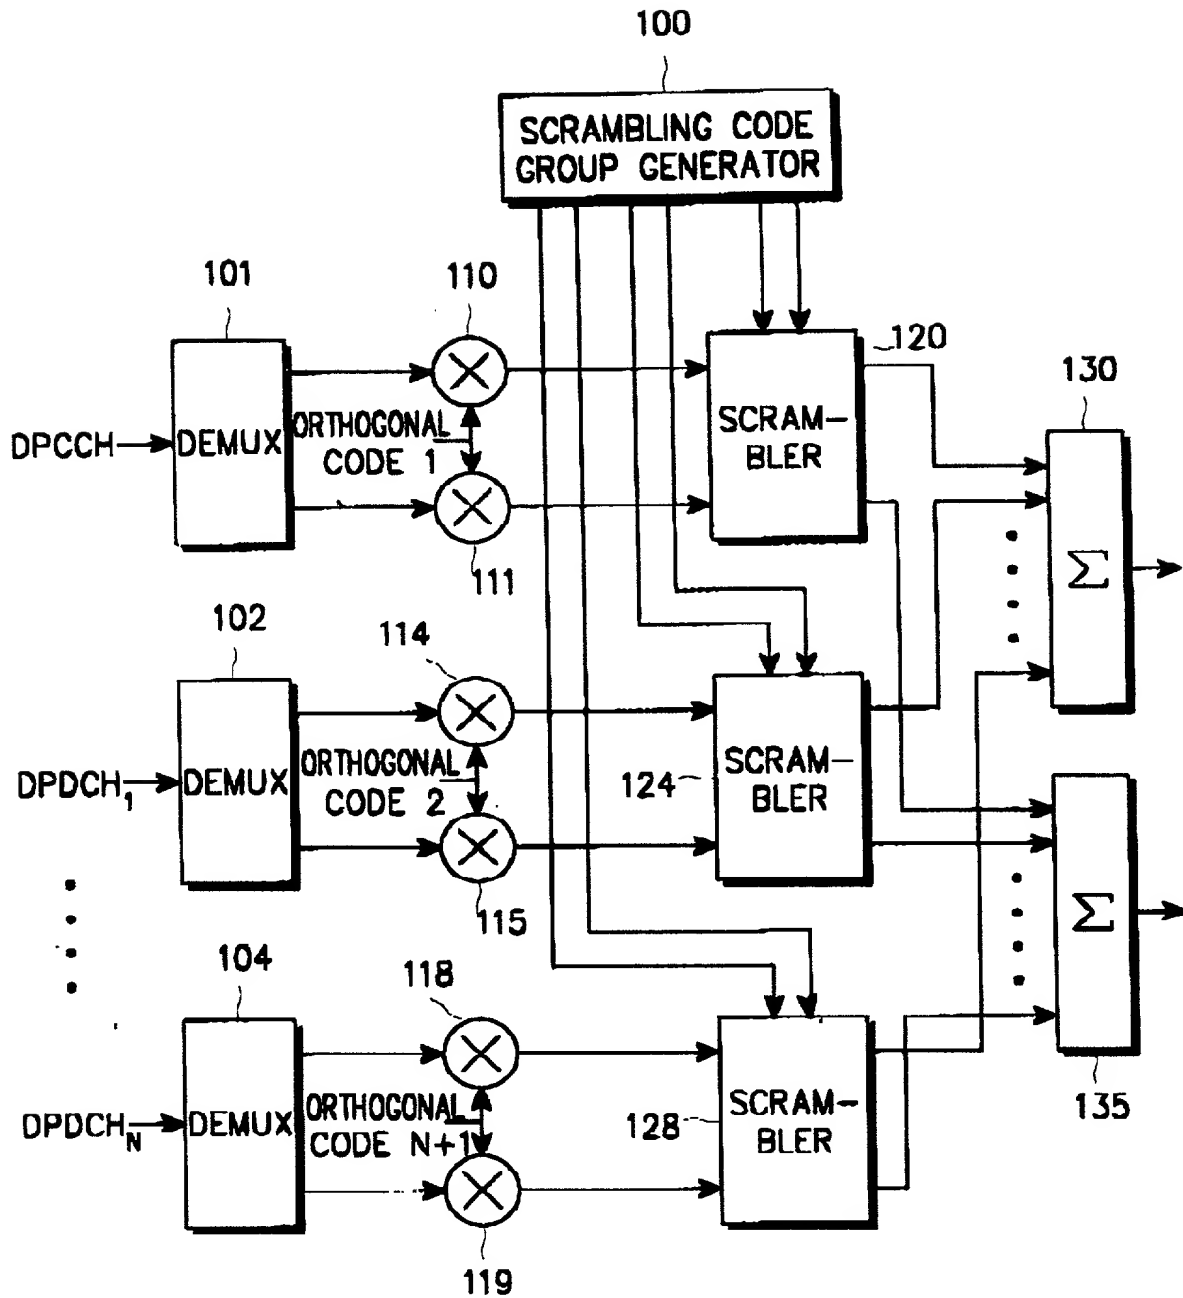 100
SCRAMBLING CODE
GROUP GENERATOR
101
110
120
130
DPCCH
DEMUX
ORTHOGONAL
CODE 1
SCRAM-
BLER
Σ
111
102
114
DPDCH1
DEMUX
ORTHOGONAL
CODE 2
124
SCRAM-
BLER
Σ
115
104
118
DPDCHN
DEMUX
ORTHOGONAL
CODE N+1
128
SCRAM-
BLER
135
119